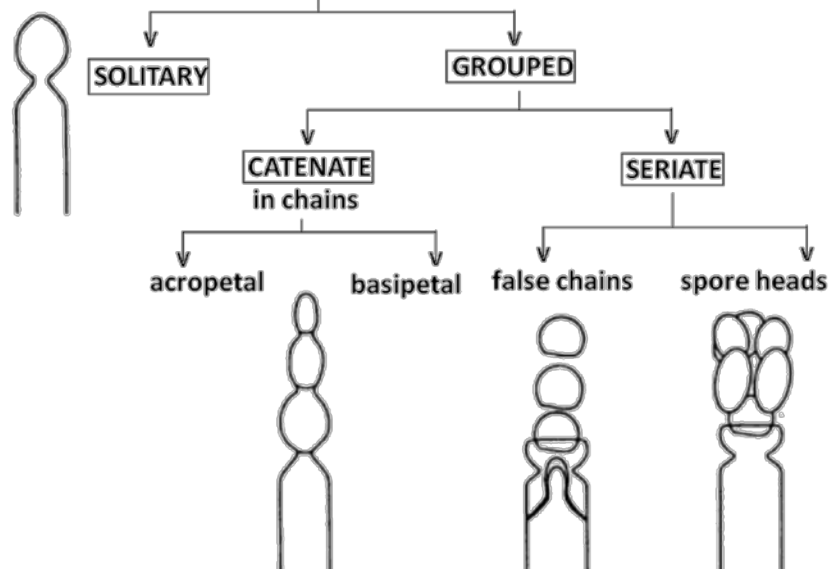 SOLITARY
GROUPED
CATENATE
in chains
SERIATE
acropetal
basipetal
false chains
spore heads